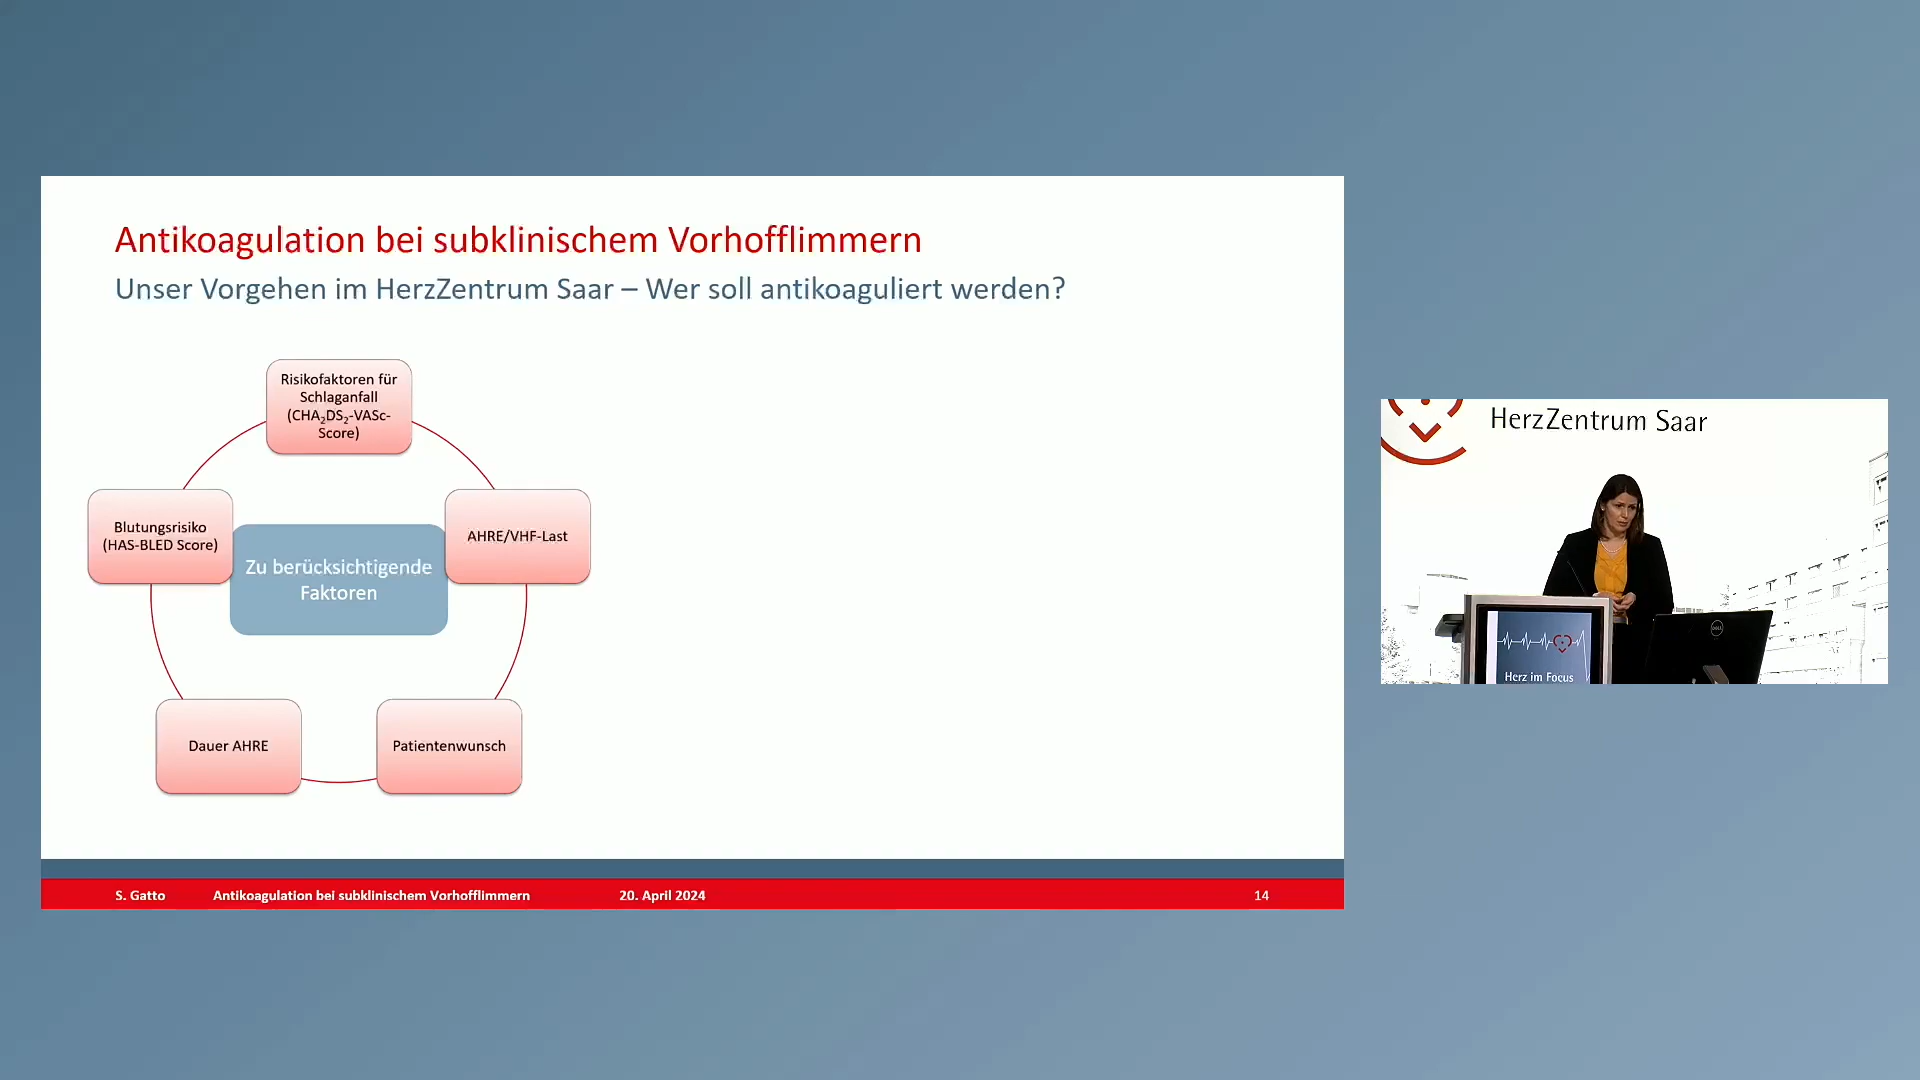 Antikoagulation bei subklinischem Vorhofflimmern
Unser Vorgehen im HerzZentrum Saar – Wer soll antikoaguliert werden?
Risikofaktoren für
Schlaganfall
(CHA₂DS₂-VASc-
Score)
Blutungsrisiko
(HAS-BLED Score)
AHRE/VHF-Last
Zu berücksichtigende
Faktoren
Dauer AHRE
Patientenwunsch
S. Gatto
Antikoagulation bei subklinischem Vorhofflimmern
20. April 2024
14
HerzZentrum Saar
DELL
Herz im Focus